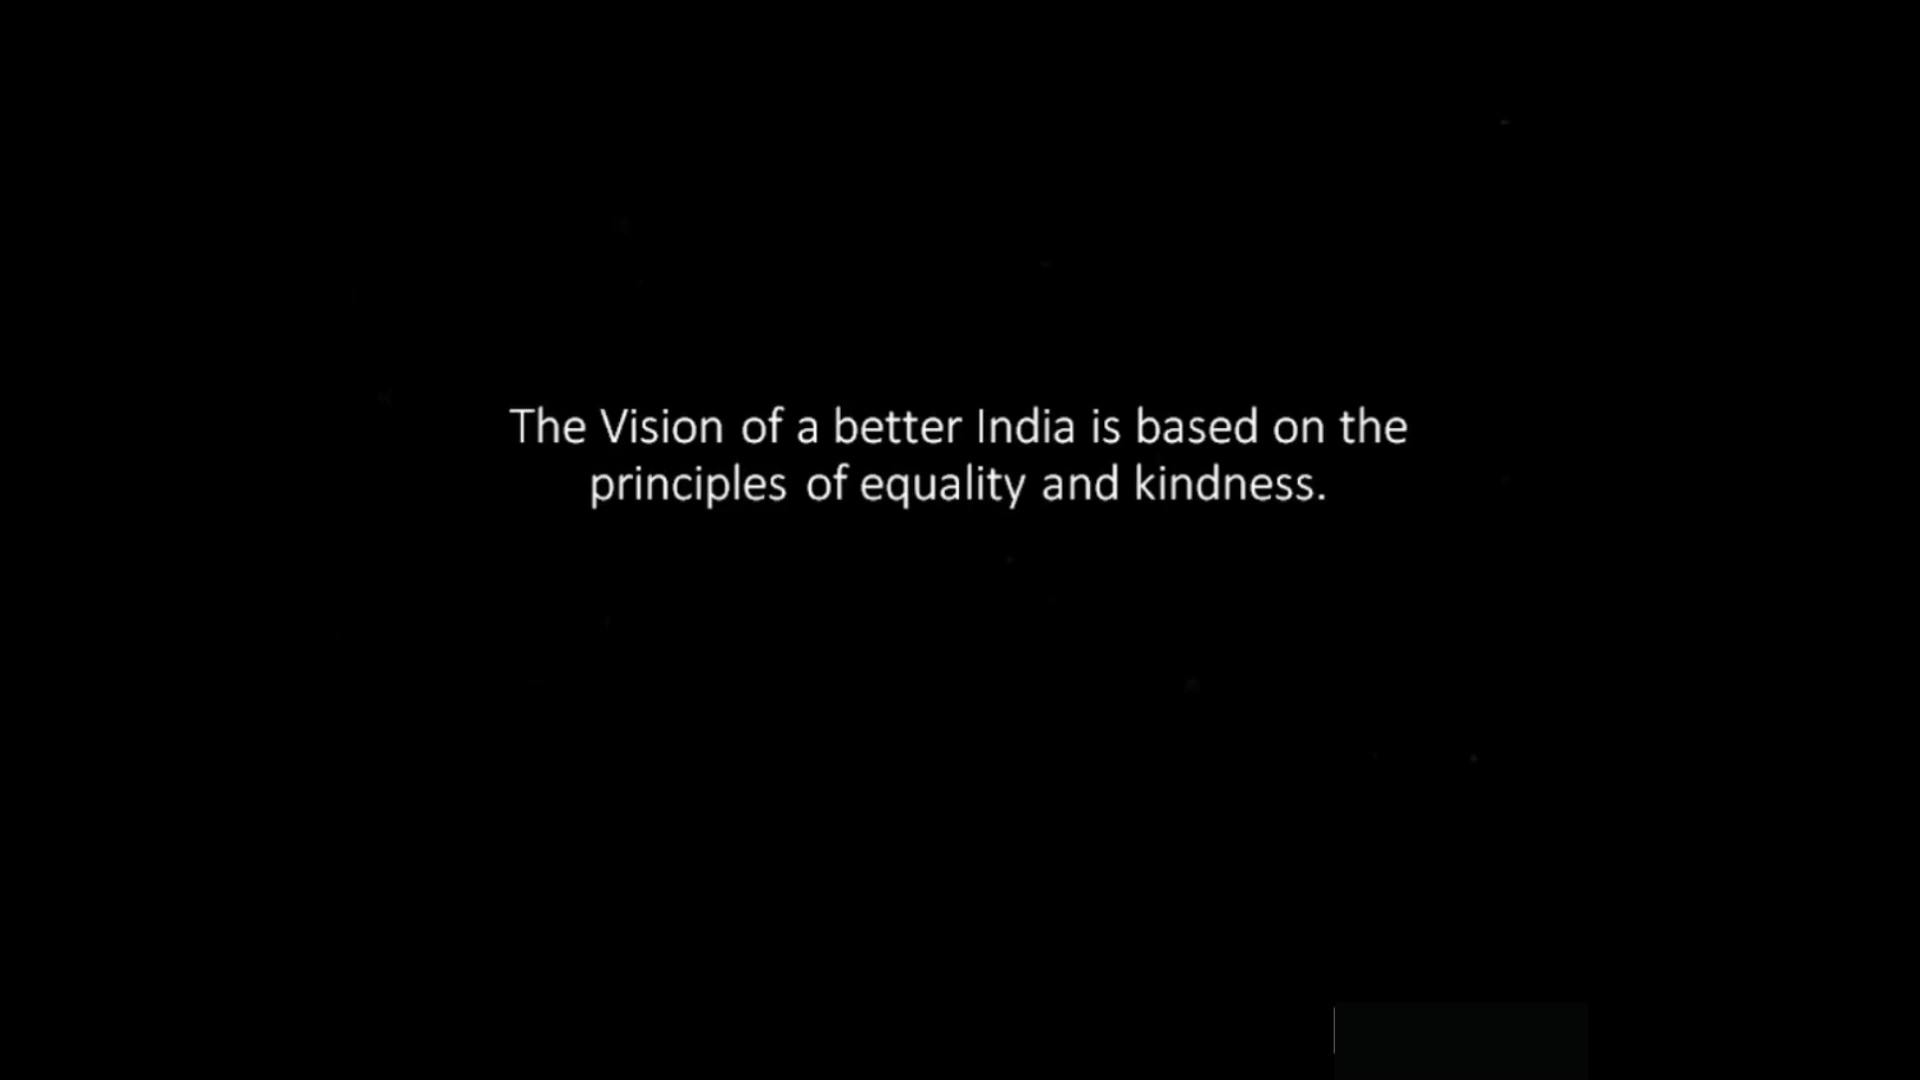 The Vision of a better India is based on the
principles of equality and kindness.